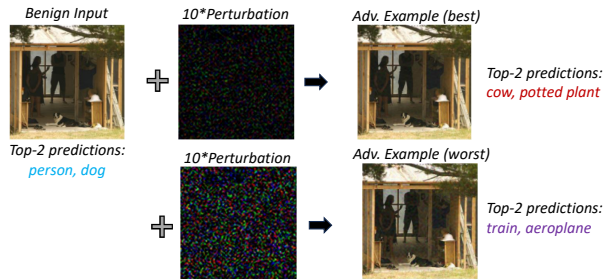 Benign Input
10*Perturbation
Adv. Example (best)
Top-2 predictions:
cow, potted plant
Top-2 predictions:
person, dog
10*Perturbation
Adv. Example (worst)
Top-2 predictions:
train, aeroplane